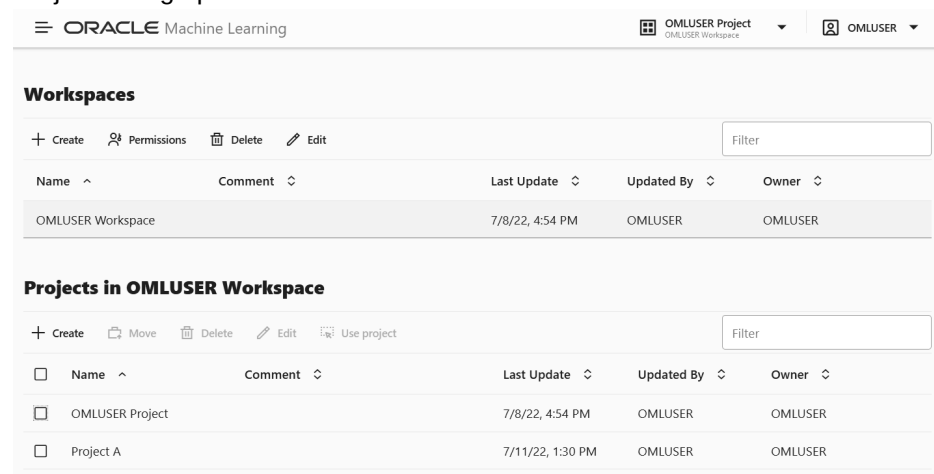 ORACLE Machine Learning
OMLUSER Project
OMLUSER Workspace
OMLUSER
Workspaces
Create Permissions Delete Edit Filter
Name Comment Last Update Updated By Owner
OMLUSER Workspace 7/8/22, 4:54 PM OMLUSER OMLUSER
Projects in OMLUSER Workspace
Create Move Delete Edit Use project Filter
Name Comment Last Update Updated By Owner
OMLUSER Project 7/8/22, 4:54 PM OMLUSER OMLUSER
Project A 7/11/22, 1:30 PM OMLUSER OMLUSER